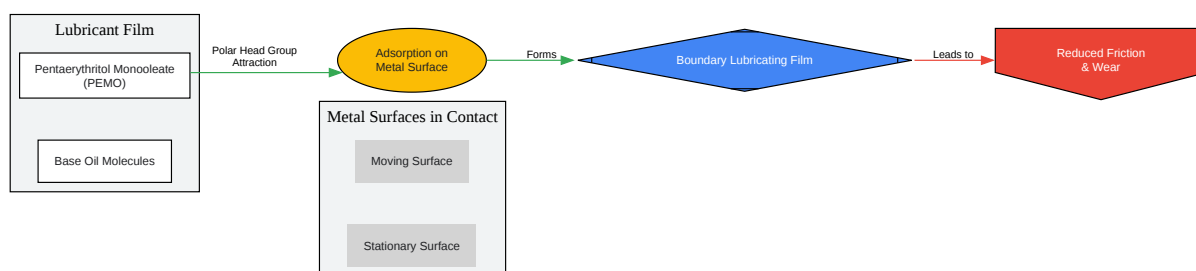 Lubricant Film
Pentaerythritol Monooleate
(PEMO)
Base Oil Molecules
Polar Head Group
Attraction
Adsorption on
Metal Surface
Forms
Boundary Lubricating Film
Leads to
Reduced Friction
& Wear
Metal Surfaces in Contact
Moving Surface
Stationary Surface